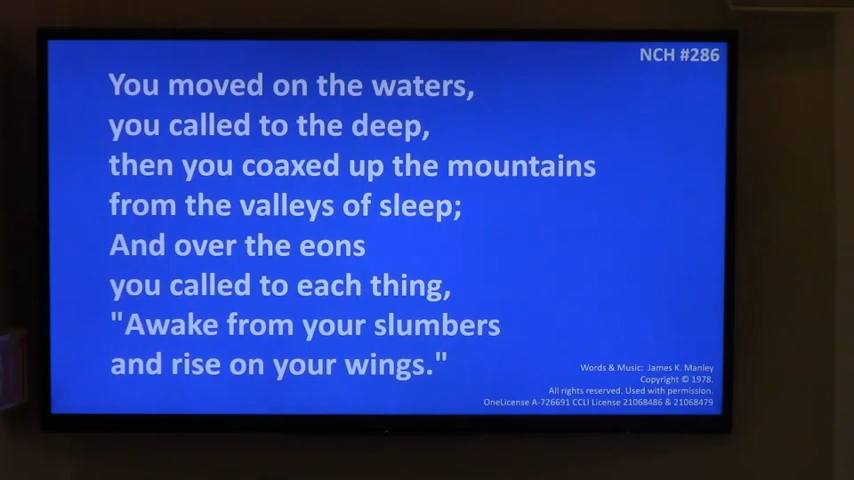 NCH #286
You moved on the waters,
you called to the deep,
then you coaxed up the mountains
from the valleys of sleep;
And over the eons
you called to each thing,
"Awake from your slumbers
and rise on your wings."
Words & Music: James K. Manley
Copyright © 1978.
All rights reserved. Used with permission.
OneLicense A-726691 CCLI License 21068486 & 21068479